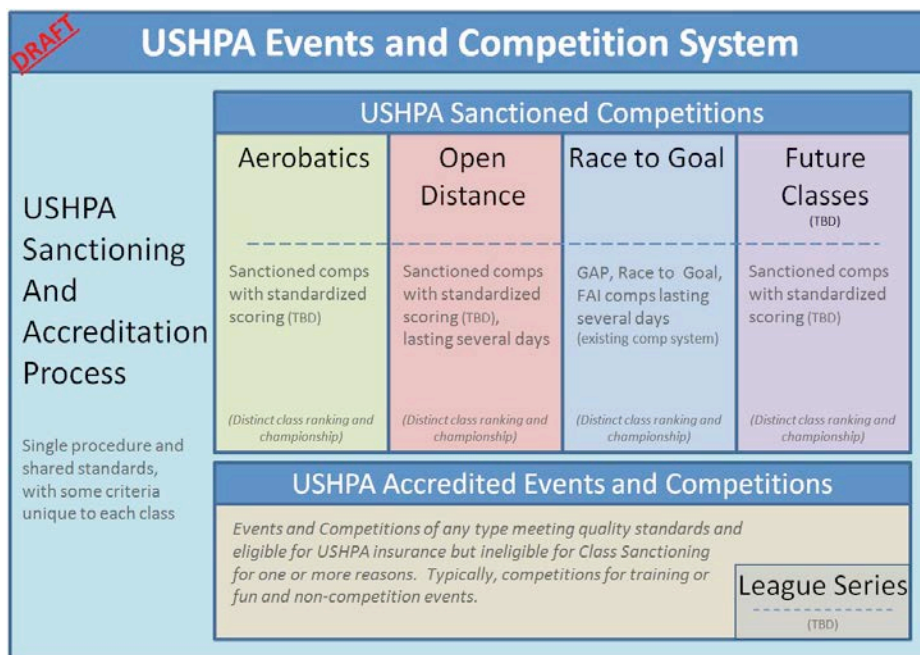 DRAFT
USHPA Events and Competition System
USHPA
Sanctioning
And
Accreditation
Process
Single procedure and
shared standards,
with some criteria
unique to each class
USHPA Sanctioned Competitions
Aerobatics
Sanctioned comps
with standardized
scoring (TBD)
(Distinct class ranking and
championship)
Open
Distance
Sanctioned comps
with standardized
scoring (TBD),
lasting several days
(Distinct class ranking and
championship)
Race to Goal
GAP, Race to Goal,
FAI comps lasting
several days
(existing comp system)
(Distinct class ranking and
championship)
Future
Classes
(TBD)
Sanctioned comps
with standardized
scoring (TBD)
(Distinct class ranking and
championship)
USHPA Accredited Events and Competitions
Events and Competitions of any type meeting quality standards and
eligible for USHPA insurance but ineligible for Class Sanctioning
for one or more reasons. Typically, competitions for training or
fun and non-competition events.
League Series
(TBD)